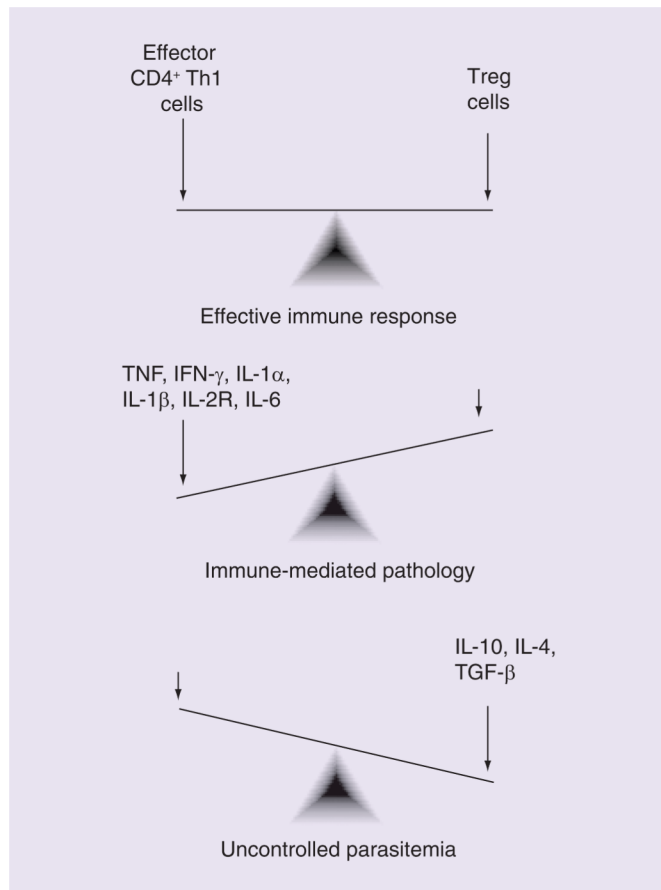 Effector
CD4⁺ Th1
cells
Treg
cells
Effective immune response
TNF, IFN-γ, IL-1α,
IL-1β, IL-2R, IL-6
Immune-mediated pathology
IL-10, IL-4,
TGF-β
Uncontrolled parasitemia